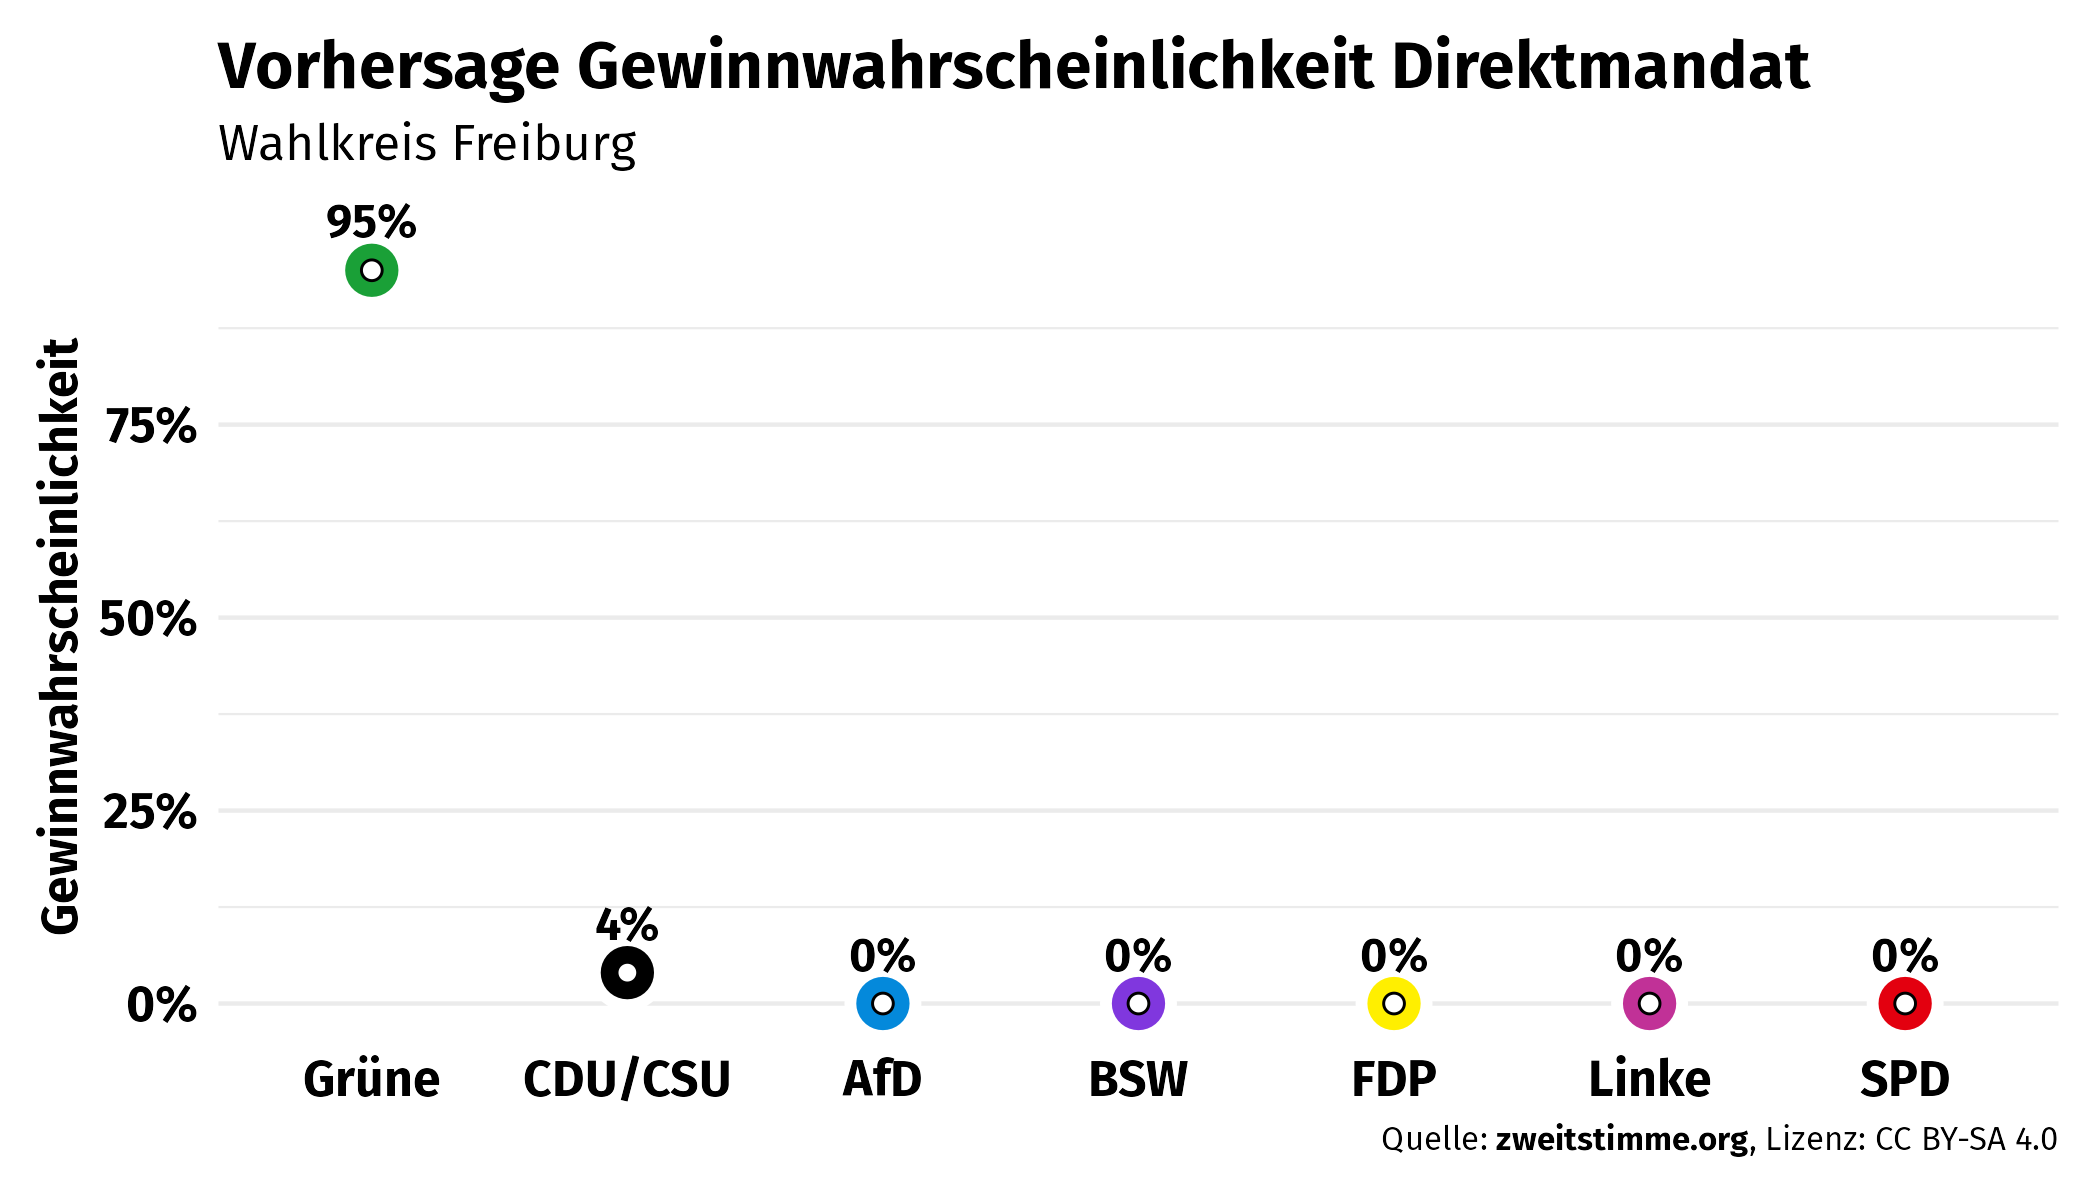 Vorhersage Gewinnwahrscheinlichkeit Direktmandat
Wahlkreis Freiburg
95%
Gewinnwahrscheinlichkeit
75%
50%
25%
4%
0%
0%
0%
0%
0%
0%
Grüne
CDU/CSU
AfD
BSW
FDP
Linke
SPD
Quelle: zweitstimme.org, Lizenz: CC BY-SA 4.0